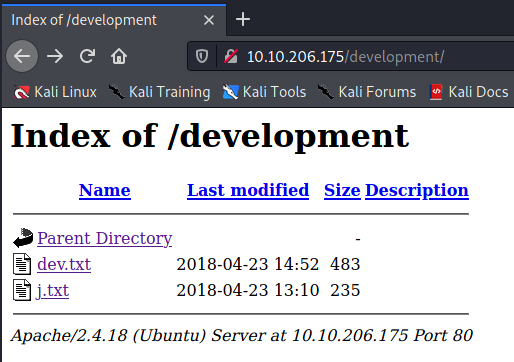 Index of /development
10.10.206.175/development/
Kali Linux Kali Training Kali Tools Kali Forums Kali Docs
Index of /development
Name Last modified Size Description
Parent Directory -
dev.txt 2018-04-23 14:52 483
j.txt 2018-04-23 13:10 235
Apache/2.4.18 (Ubuntu) Server at 10.10.206.175 Port 80